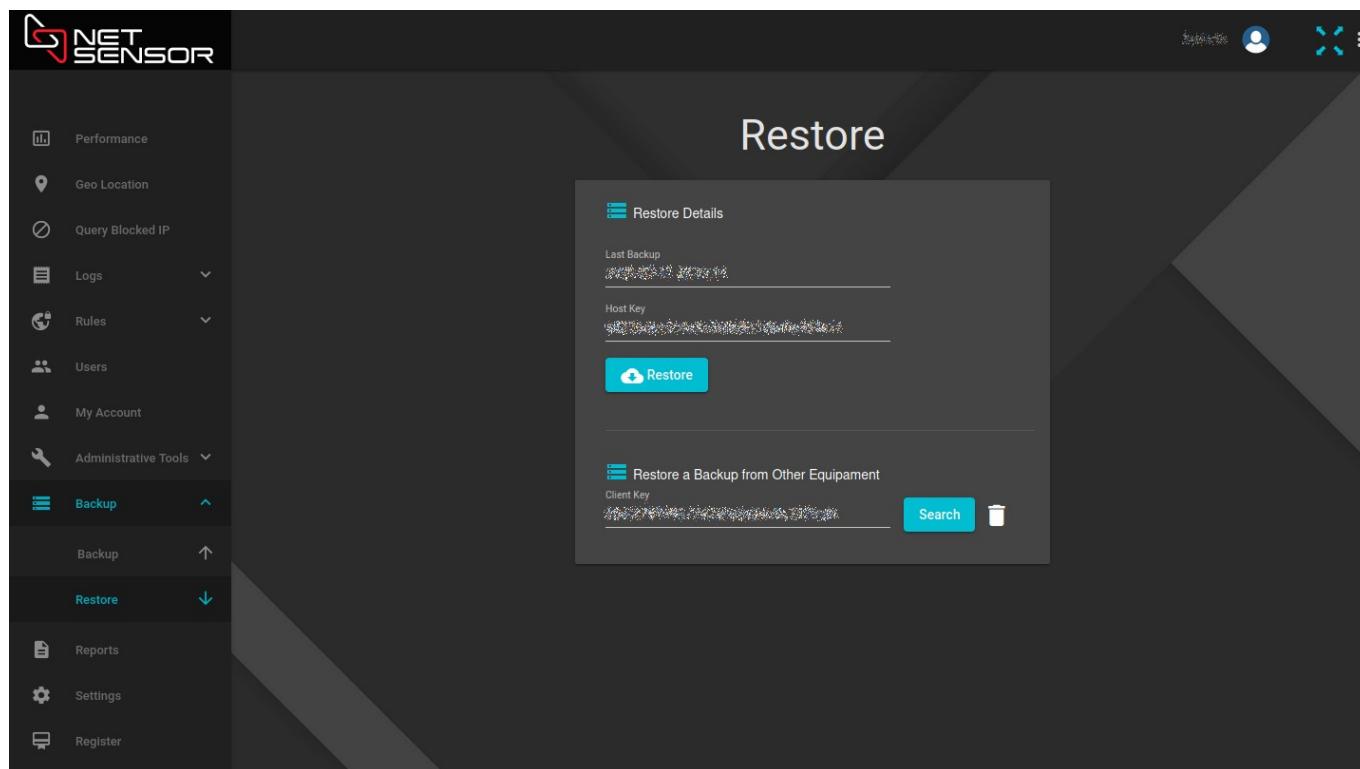 NET
SENSOR
Performance
Geo Location
Query Blocked IP
Logs
Rules
Users
My Account
Administrative Tools
Backup
Backup
Restore
Reports
Settings
Register
Restore
Restore Details
Last Backup
Host Key
Restore
Restore a Backup from Other Equipament
Client Key
Search